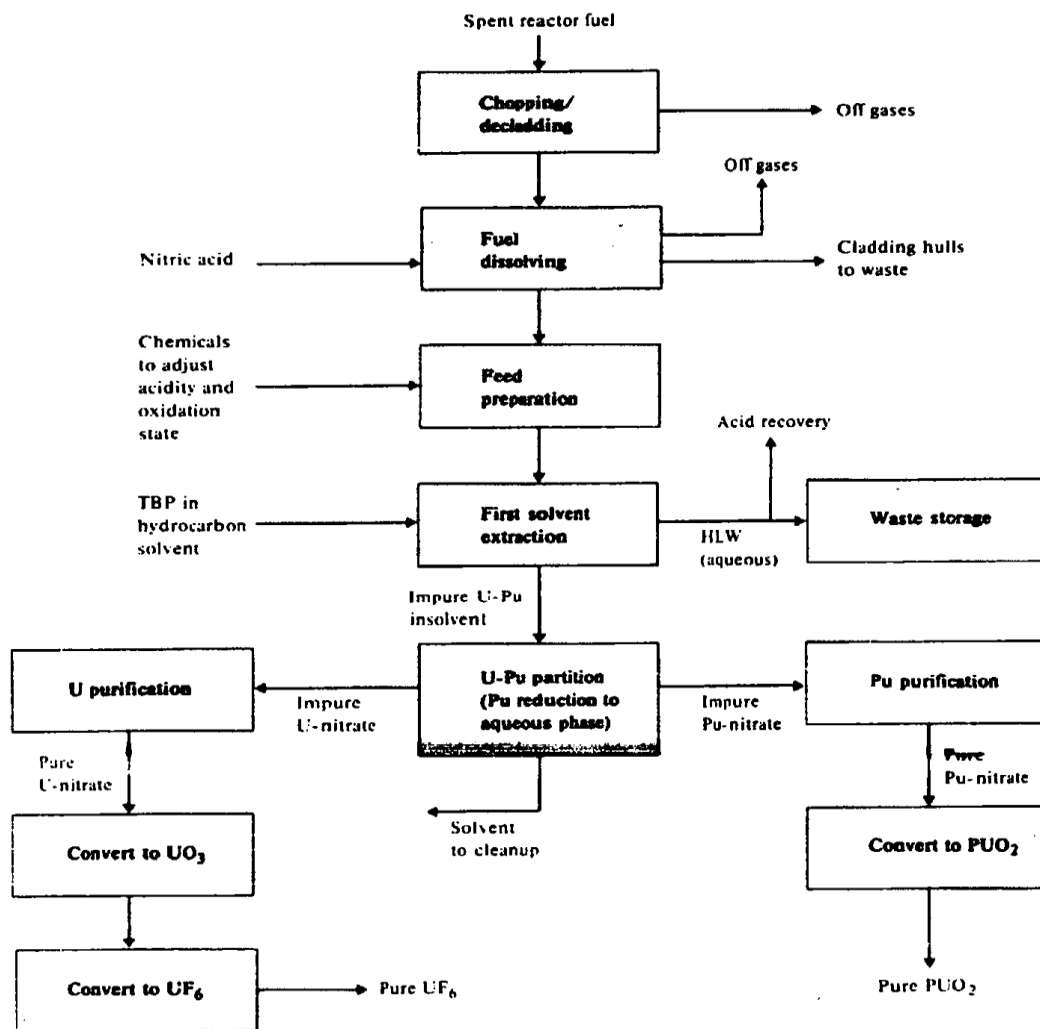 Spent reactor fuel
Chopping/
decladding
Off gases
Off gases
Fuel
dissolving
Nitric acid
Cladding hulls
to waste
Chemicals
to adjust
acidity and
oxidation
state
Feed
preparation
Acid recovery
TBP in
hydrocarbon
solvent
First solvent
extraction
HLW
(aqueous)
Waste storage
Impure U-Pu
insolvent
U purification
Impure
U-nitrate
U-Pu partition
(Pu reduction to
aqueous phase)
Impure
Pu-nitrate
Pu purification
Pure
U-nitrate
Pure
Pu-nitrate
Solvent
to cleanup
Convert to UO₃
Convert to PUO₂
Convert to UF₆
Pure UF₆
Pure PUO₂